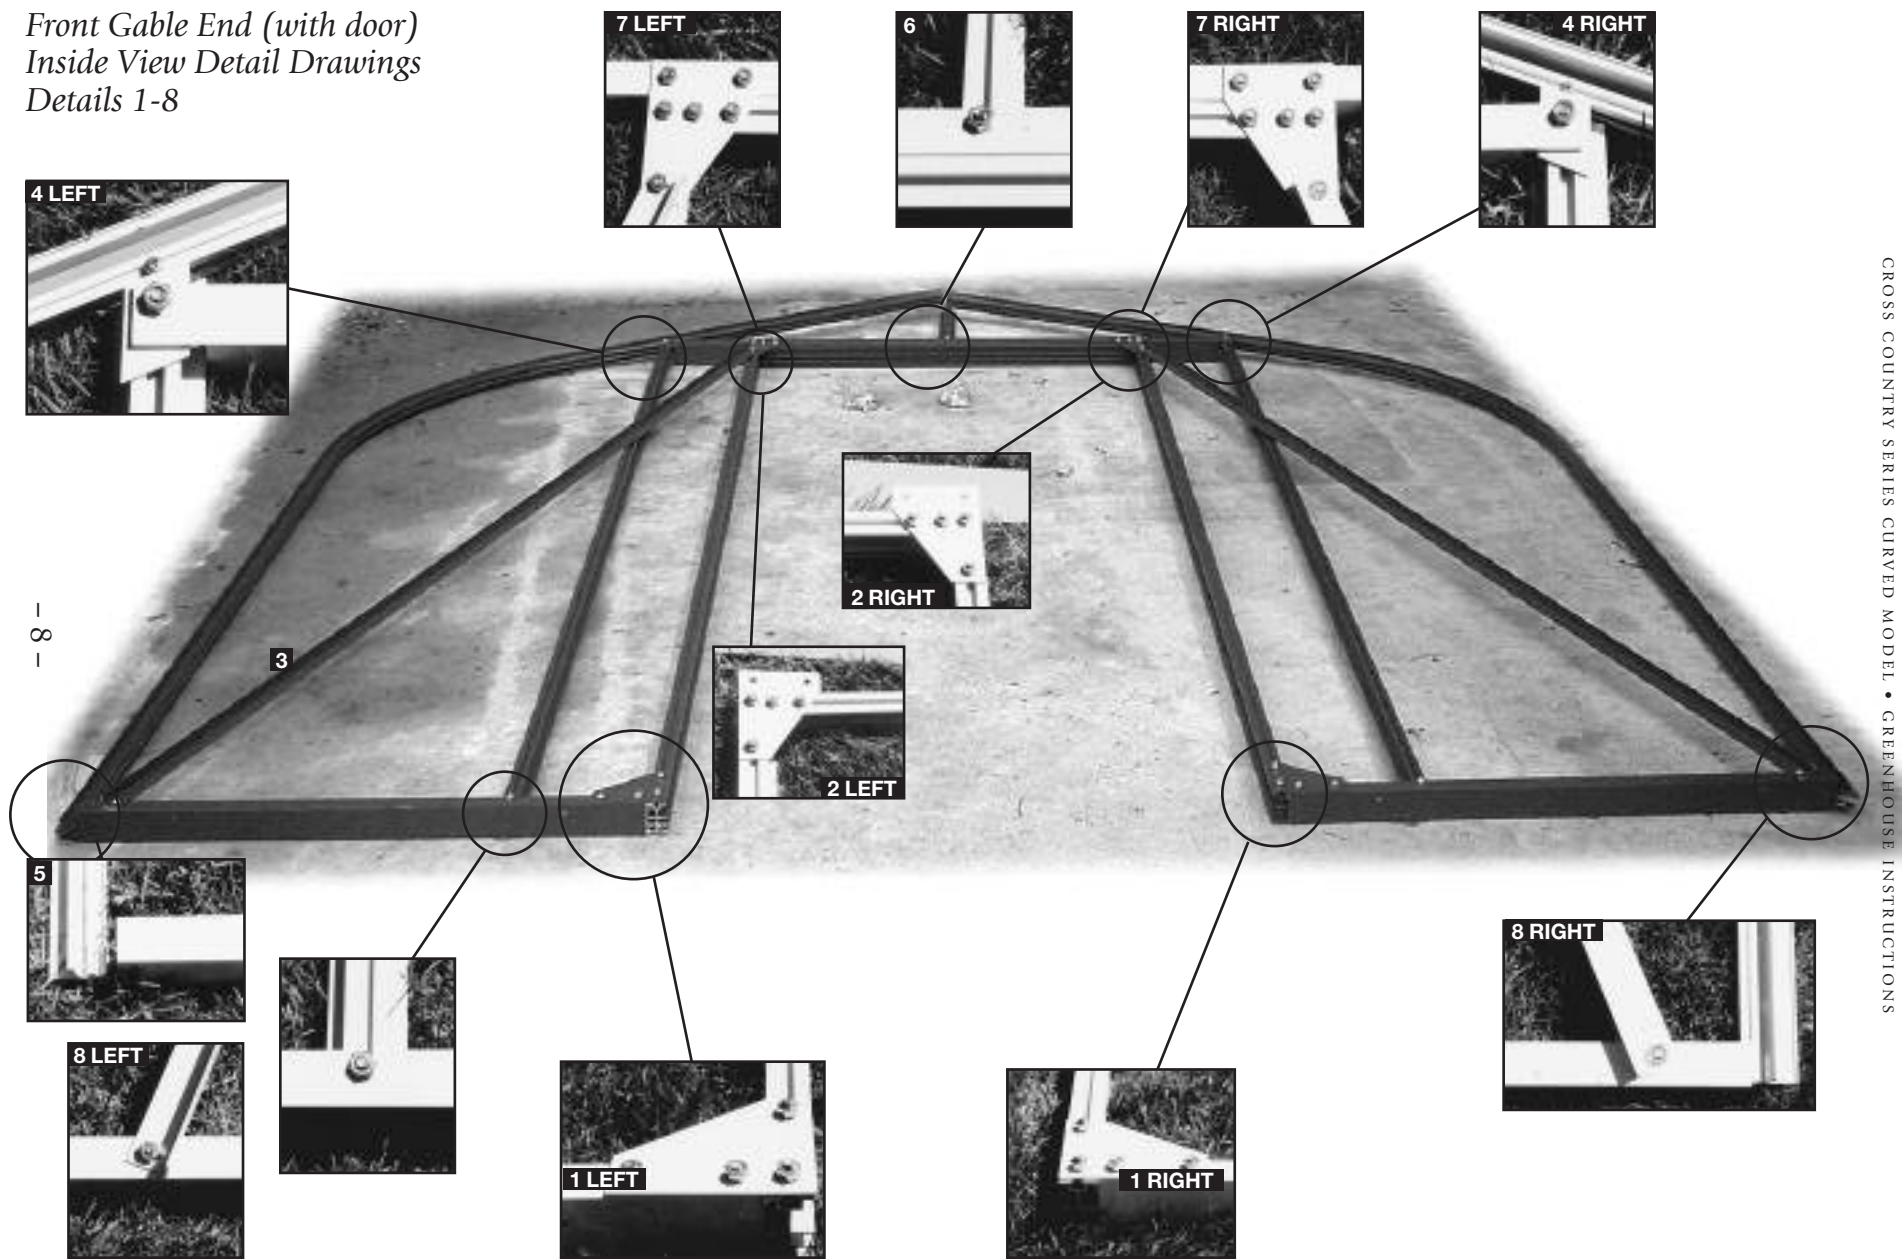 Front Gable End (with door)
Inside View Detail Drawings
Details 1-8
7 LEFT
6
7 RIGHT
4 RIGHT
4 LEFT
2 RIGHT
3
2 LEFT
5
8 RIGHT
8 LEFT
1 LEFT
1 RIGHT
– 8 –
CROSS COUNTRY SERIES CURVED MODEL • GREENHOUSE INSTRUCTIONS